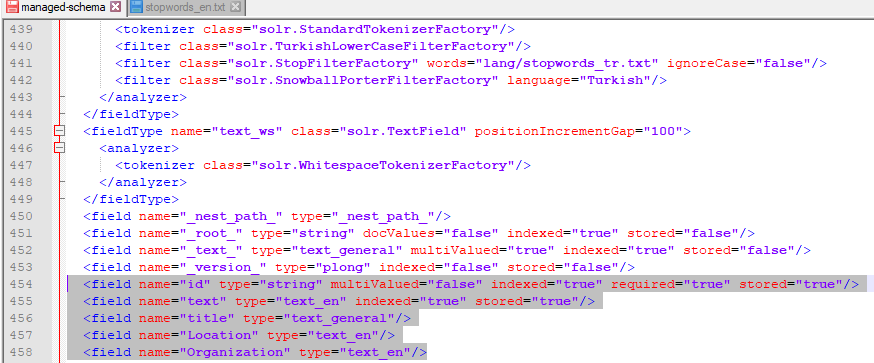 managed-schema stopwords_en.txt
439 <tokenizer class="solr.StandardTokenizerFactory"/>
440 <filter class="solr.TurkishLowerCaseFilterFactory"/>
441 <filter class="solr.StopFilterFactory" words="lang/stopwords_tr.txt" ignoreCase="false"/>
442 <filter class="solr.SnowballPorterFilterFactory" language="Turkish"/>
443 </analyzer>
444 </fieldType>
445 <fieldType name="text_ws" class="solr.TextField" positionIncrementGap="100">
446 <analyzer>
447 <tokenizer class="solr.WhitespaceTokenizerFactory"/>
448 </analyzer>
449 </fieldType>
450 <field name="_nest_path_" type="_nest_path_"/>
451 <field name="_root_" type="string" docValues="false" indexed="true" stored="false"/>
452 <field name="_text_" type="text_general" multiValued="true" indexed="true" stored="false"/>
453 <field name="_version_" type="plong" indexed="false" stored="false"/>
454 <field name="id" type="string" multiValued="false" indexed="true" required="true" stored="true"/>
455 <field name="text" type="text_en" indexed="true" stored="true"/>
456 <field name="title" type="text_general"/>
457 <field name="Location" type="text_en"/>
458 <field name="Organization" type="text_en"/>